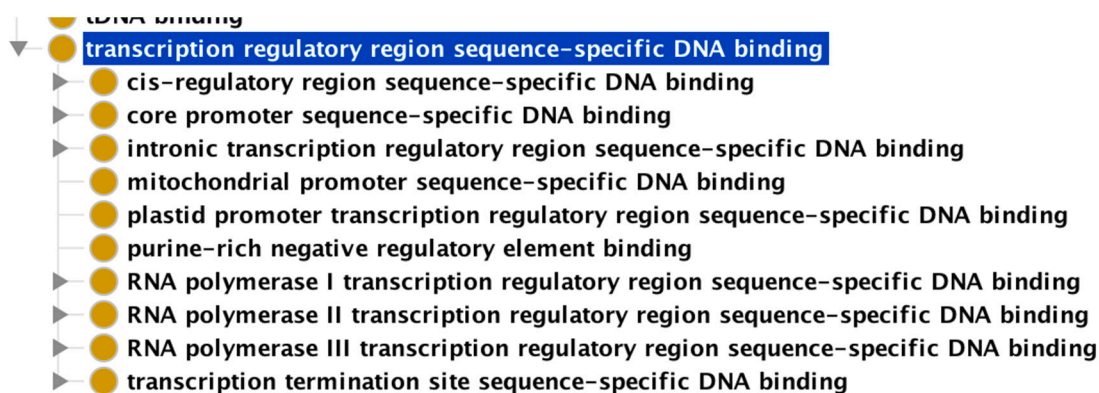 tDNA binding
transcription regulatory region sequence-specific DNA binding
cis-regulatory region sequence-specific DNA binding
core promoter sequence-specific DNA binding
intronic transcription regulatory region sequence-specific DNA binding
mitochondrial promoter sequence-specific DNA binding
plastid promoter transcription regulatory region sequence-specific DNA binding
purine-rich negative regulatory element binding
RNA polymerase I transcription regulatory region sequence-specific DNA binding
RNA polymerase II transcription regulatory region sequence-specific DNA binding
RNA polymerase III transcription regulatory region sequence-specific DNA binding
transcription termination site sequence-specific DNA binding